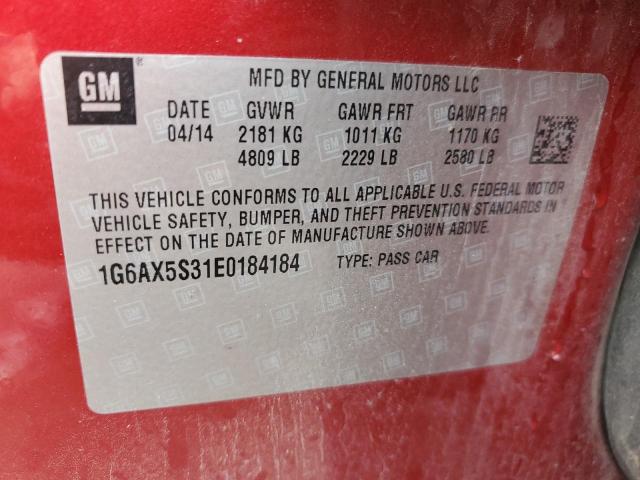 GM ®
MFD BY GENERAL MOTORS LLC
DATE GVWR GAWR FRT GAWR RR
04/14 2181 KG 1011 KG 1170 KG
4809 LB 2229 LB 2580 LB
THIS VEHICLE CONFORMS TO ALL APPLICABLE U.S. FEDERAL MOTOR
VEHICLE SAFETY, BUMPER, AND THEFT PREVENTION STANDARDS IN
EFFECT ON THE DATE OF MANUFACTURE SHOWN ABOVE.
1G6AX5S31E0184184 TYPE: PASS CAR